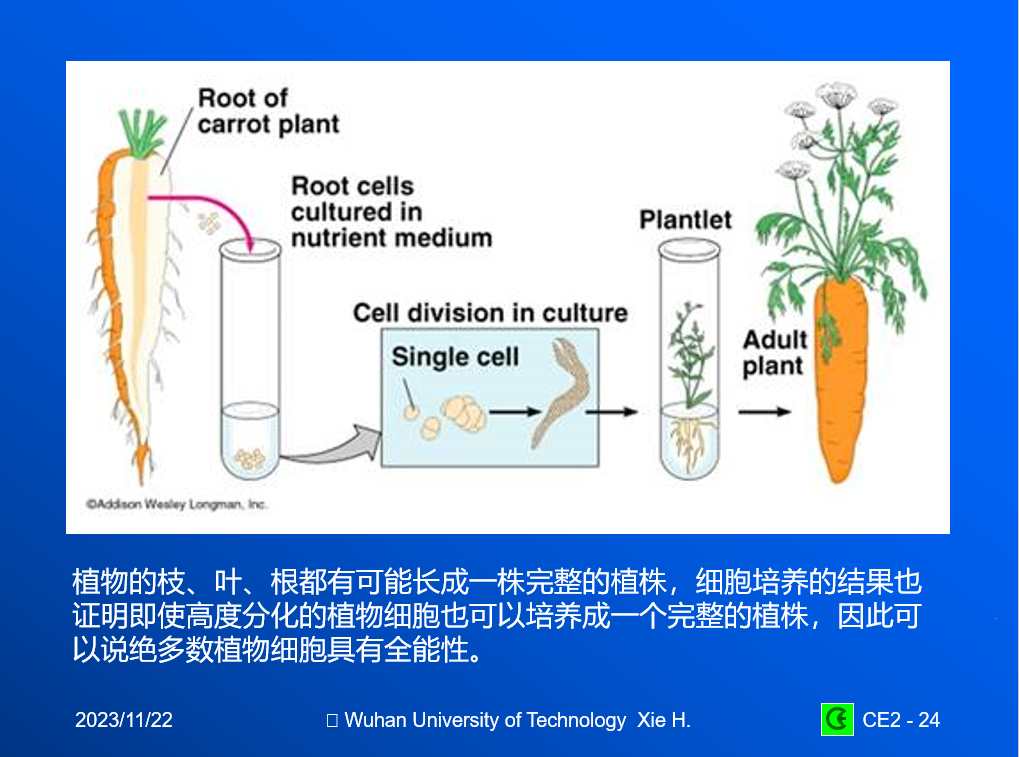 Root of
carrot plant
Root cells
cultured in
nutrient medium
Plantlet
Cell division in culture
Single cell
Adult
plant
©Addison Wesley Longman, Inc.
植物的枝、叶、根都有可能长成一株完整的植株，细胞培养的结果也
证明即使高度分化的植物细胞也可以培养成一个完整的植株，因此可
以说绝多数植物细胞具有全能性。
2023/11/22
Wuhan University of Technology Xie H.
CE2 - 24